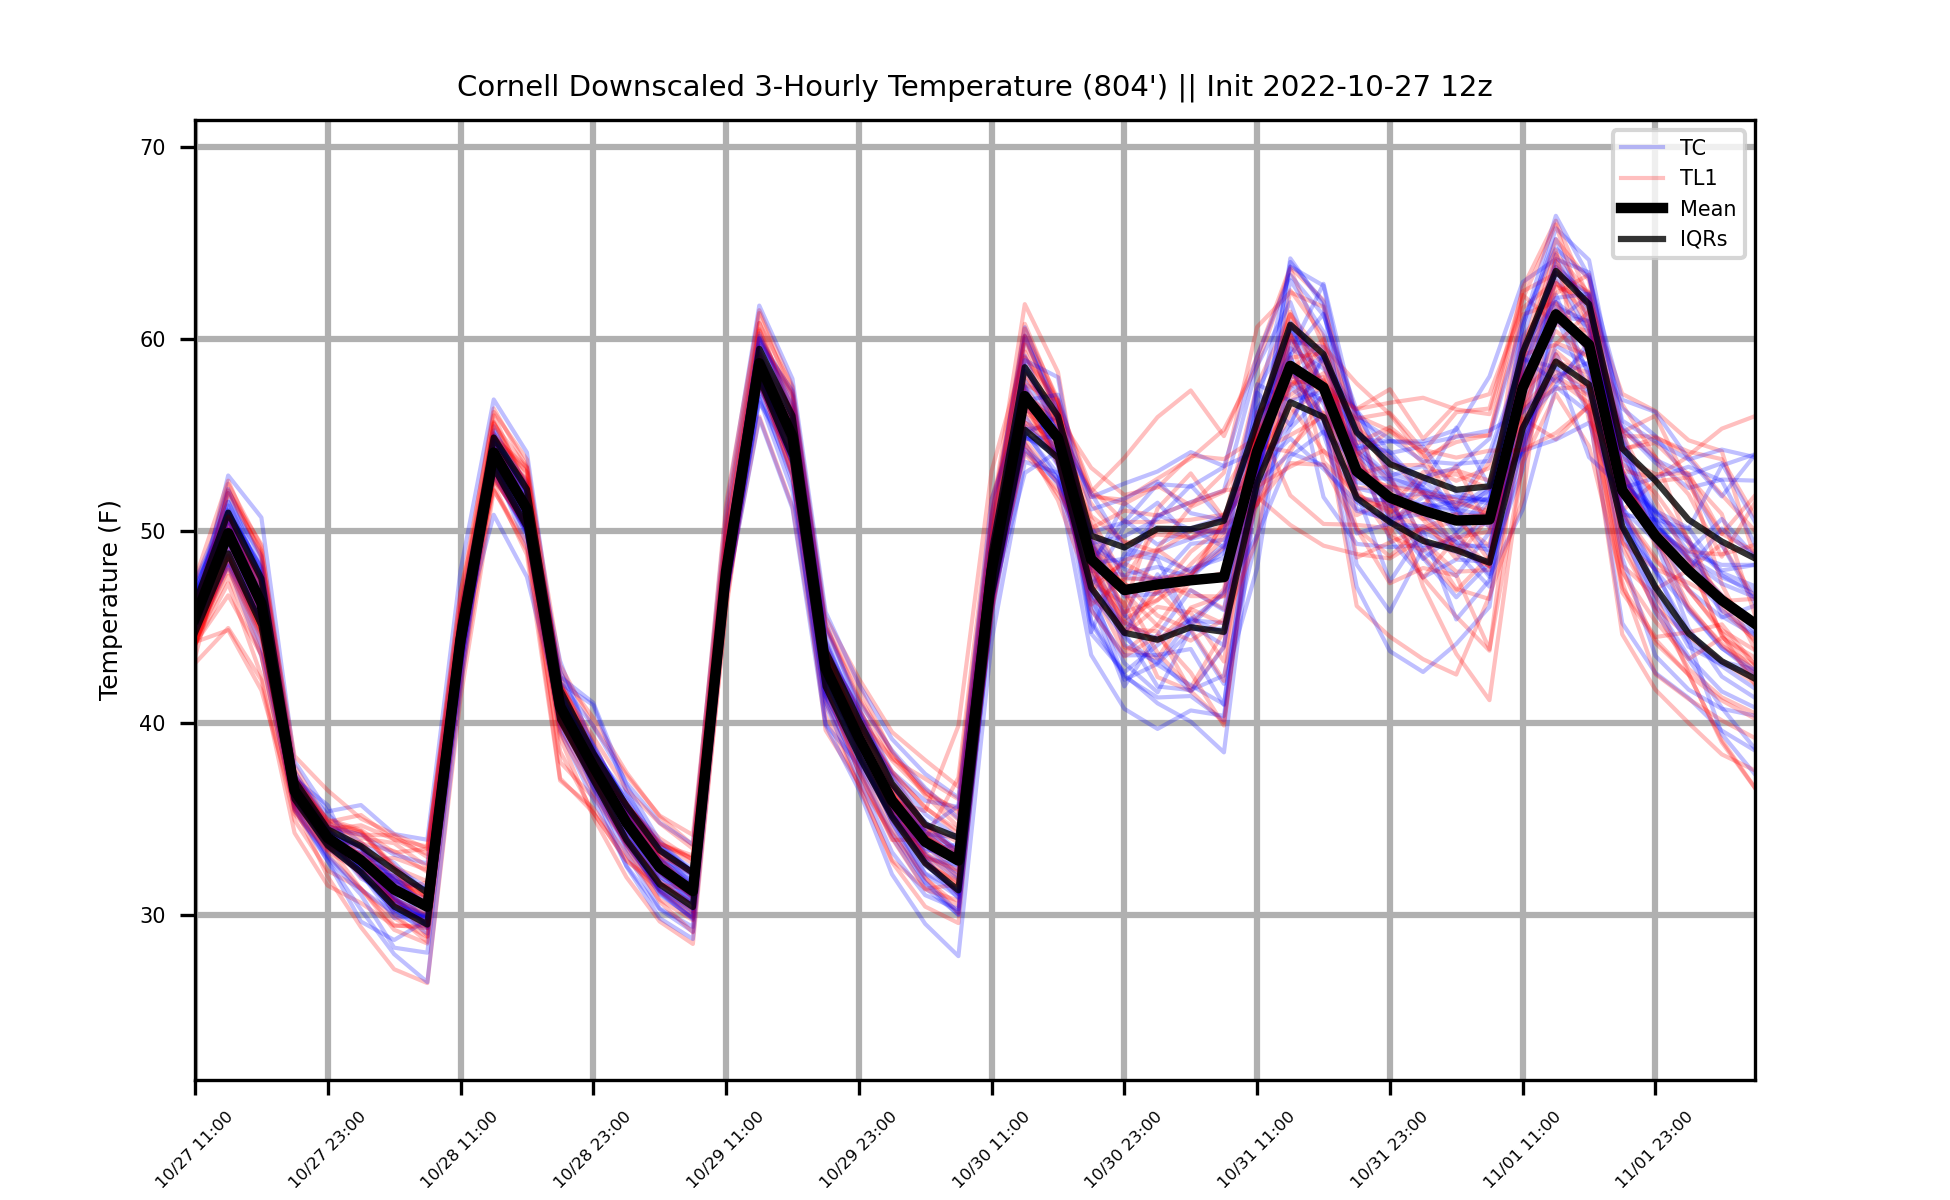 Cornell Downscaled 3-Hourly Temperature (804') || Init 2022-10-27 12z
TC
TL1
Mean
IQRs
Temperature (F)
70
60
50
40
30
10/27 11:00
10/27 23:00
10/28 11:00
10/28 23:00
10/29 11:00
10/29 23:00
10/30 11:00
10/30 23:00
10/31 11:00
10/31 23:00
11/01 11:00
11/01 23:00